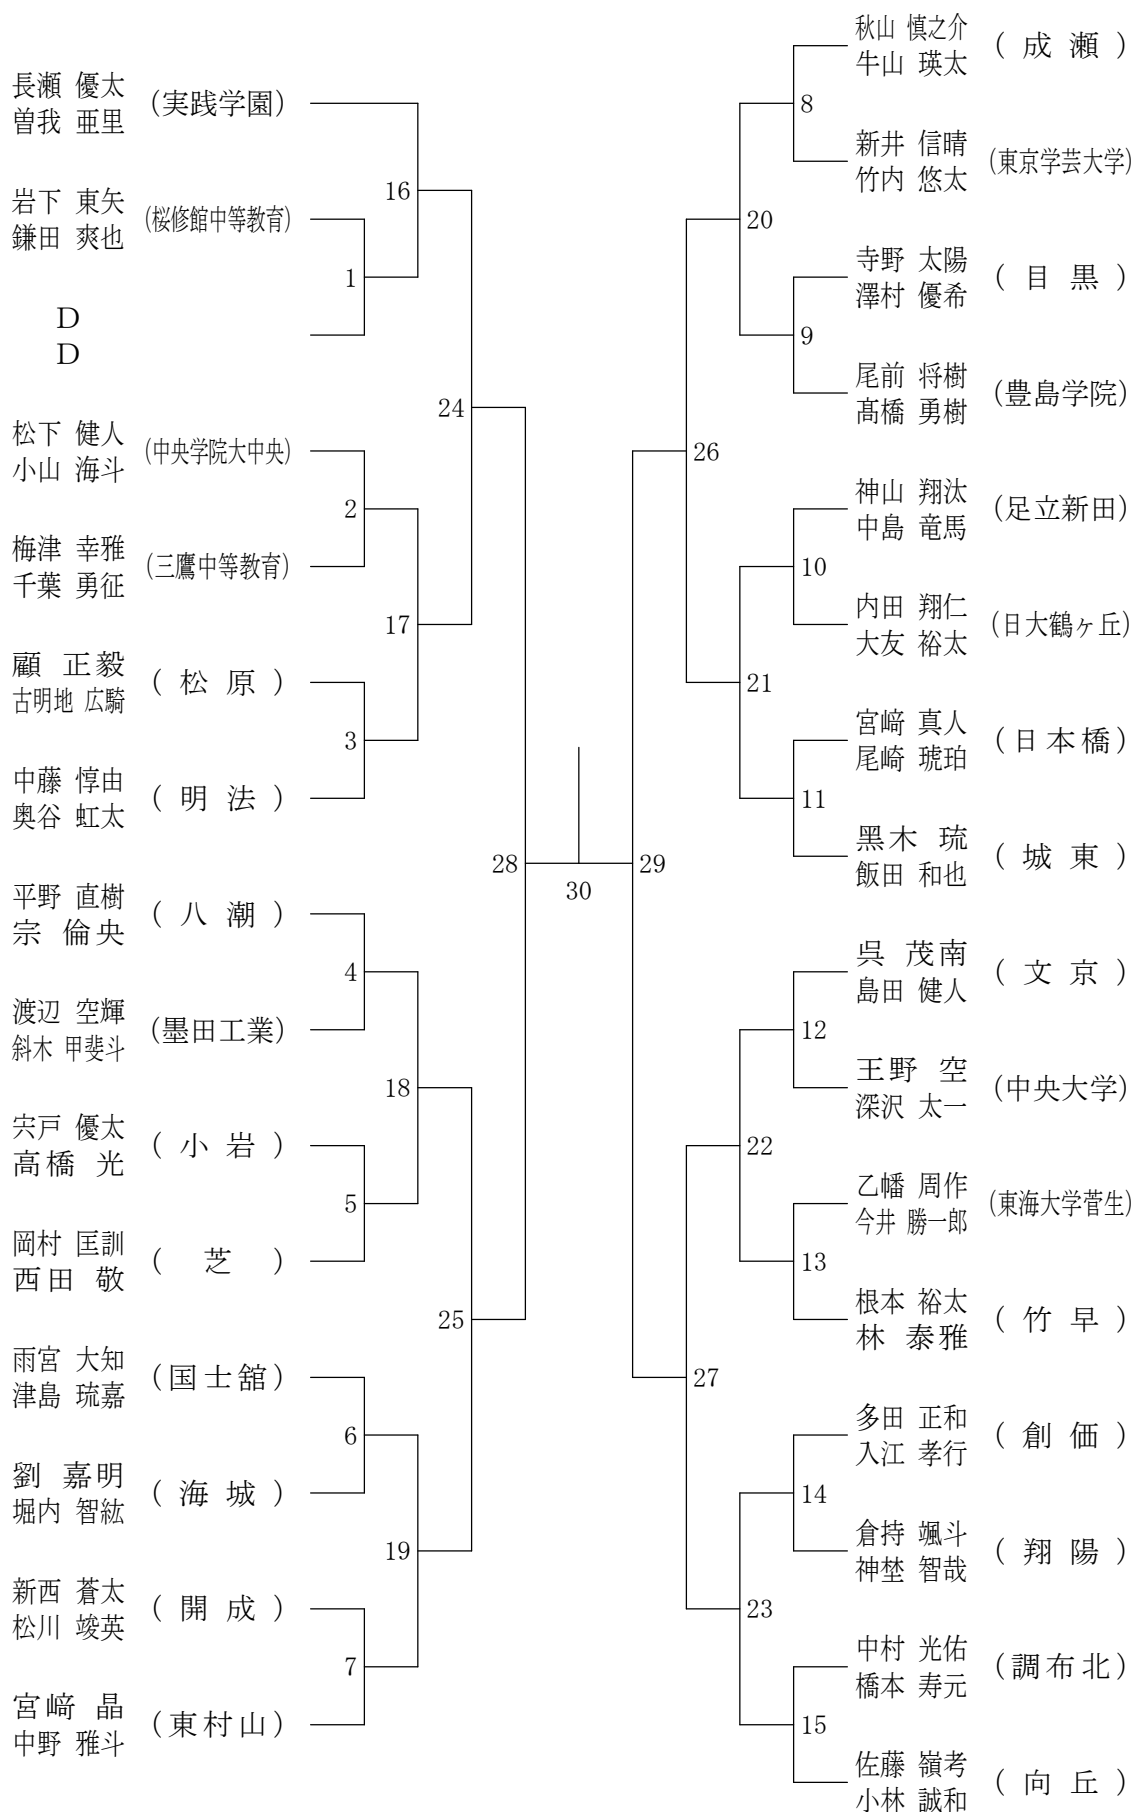 長瀬 優太
曽我 亜里
(実践学園)
16
岩下 東矢
鎌田 爽也
(桜修館中等教育)
1
D
D
24
松下 健人
小山 海斗
(中央学院大中央)
2
梅津 幸雅
千葉 勇征
(三鷹中等教育)
17
顧 正毅
古明地 広騎
(松原)
3
中藤 惇由
奥谷 虹太
(明法)
28
平野 直樹
宗 倫央
(八潮)
4
渡辺 空輝
斜木 甲斐斗
(墨田工業)
18
宍戸 優太
高橋 光
(小岩)
5
岡村 匡訓
西田 敬
(芝)
25
雨宮 大知
津島 琉嘉
(国士舘)
6
劉 嘉明
堀内 智紘
(海城)
19
新西 蒼太
松川 竣英
(開成)
7
宮﨑 晶
中野 雅斗
(東村山)
30
秋山 慎之介
牛山 瑛太
(成瀬)
8
新井 信晴
竹内 悠太
(東京学芸大学)
20
寺野 太陽
澤村 優希
(目黒)
9
尾前 将樹
髙橋 勇樹
(豊島学院)
26
神山 翔汰
中島 竜馬
(足立新田)
10
内田 翔仁
大友 裕太
(日大鶴ヶ丘)
21
宮﨑 真人
尾崎 琥珀
(日本橋)
11
黒木 琉
飯田 和也
(城東)
29
呉 茂南
島田 健人
(文京)
12
王野 空
深沢 太一
(中央大学)
22
乙幡 周作
今井 勝一郎
(東海大学菅生)
13
根本 裕太
林 泰雅
(竹早)
27
多田 正和
入江 孝行
(創価)
14
倉持 颯斗
神埜 智哉
(翔陽)
23
中村 光佑
橋本 寿元
(調布北)
15
佐藤 嶺考
小林 誠和
(向丘)